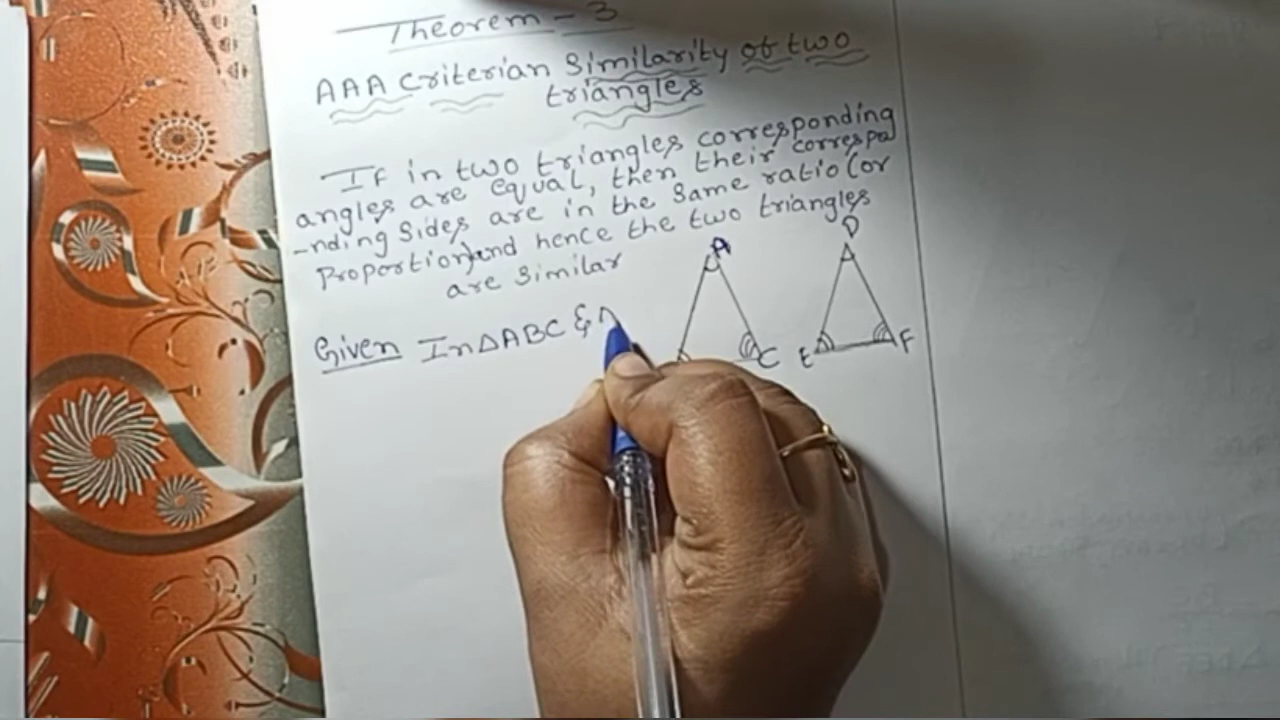 Theorem - 3
AAA Criterian Similarity of two
triangles
If in two triangles corresponding
angles are equal, then their correspo
-nding Sides are in the Same ratio (or
Proportion) and hence the two triangles
are Similar
A
D
Given In △ABC & △
C
E
F